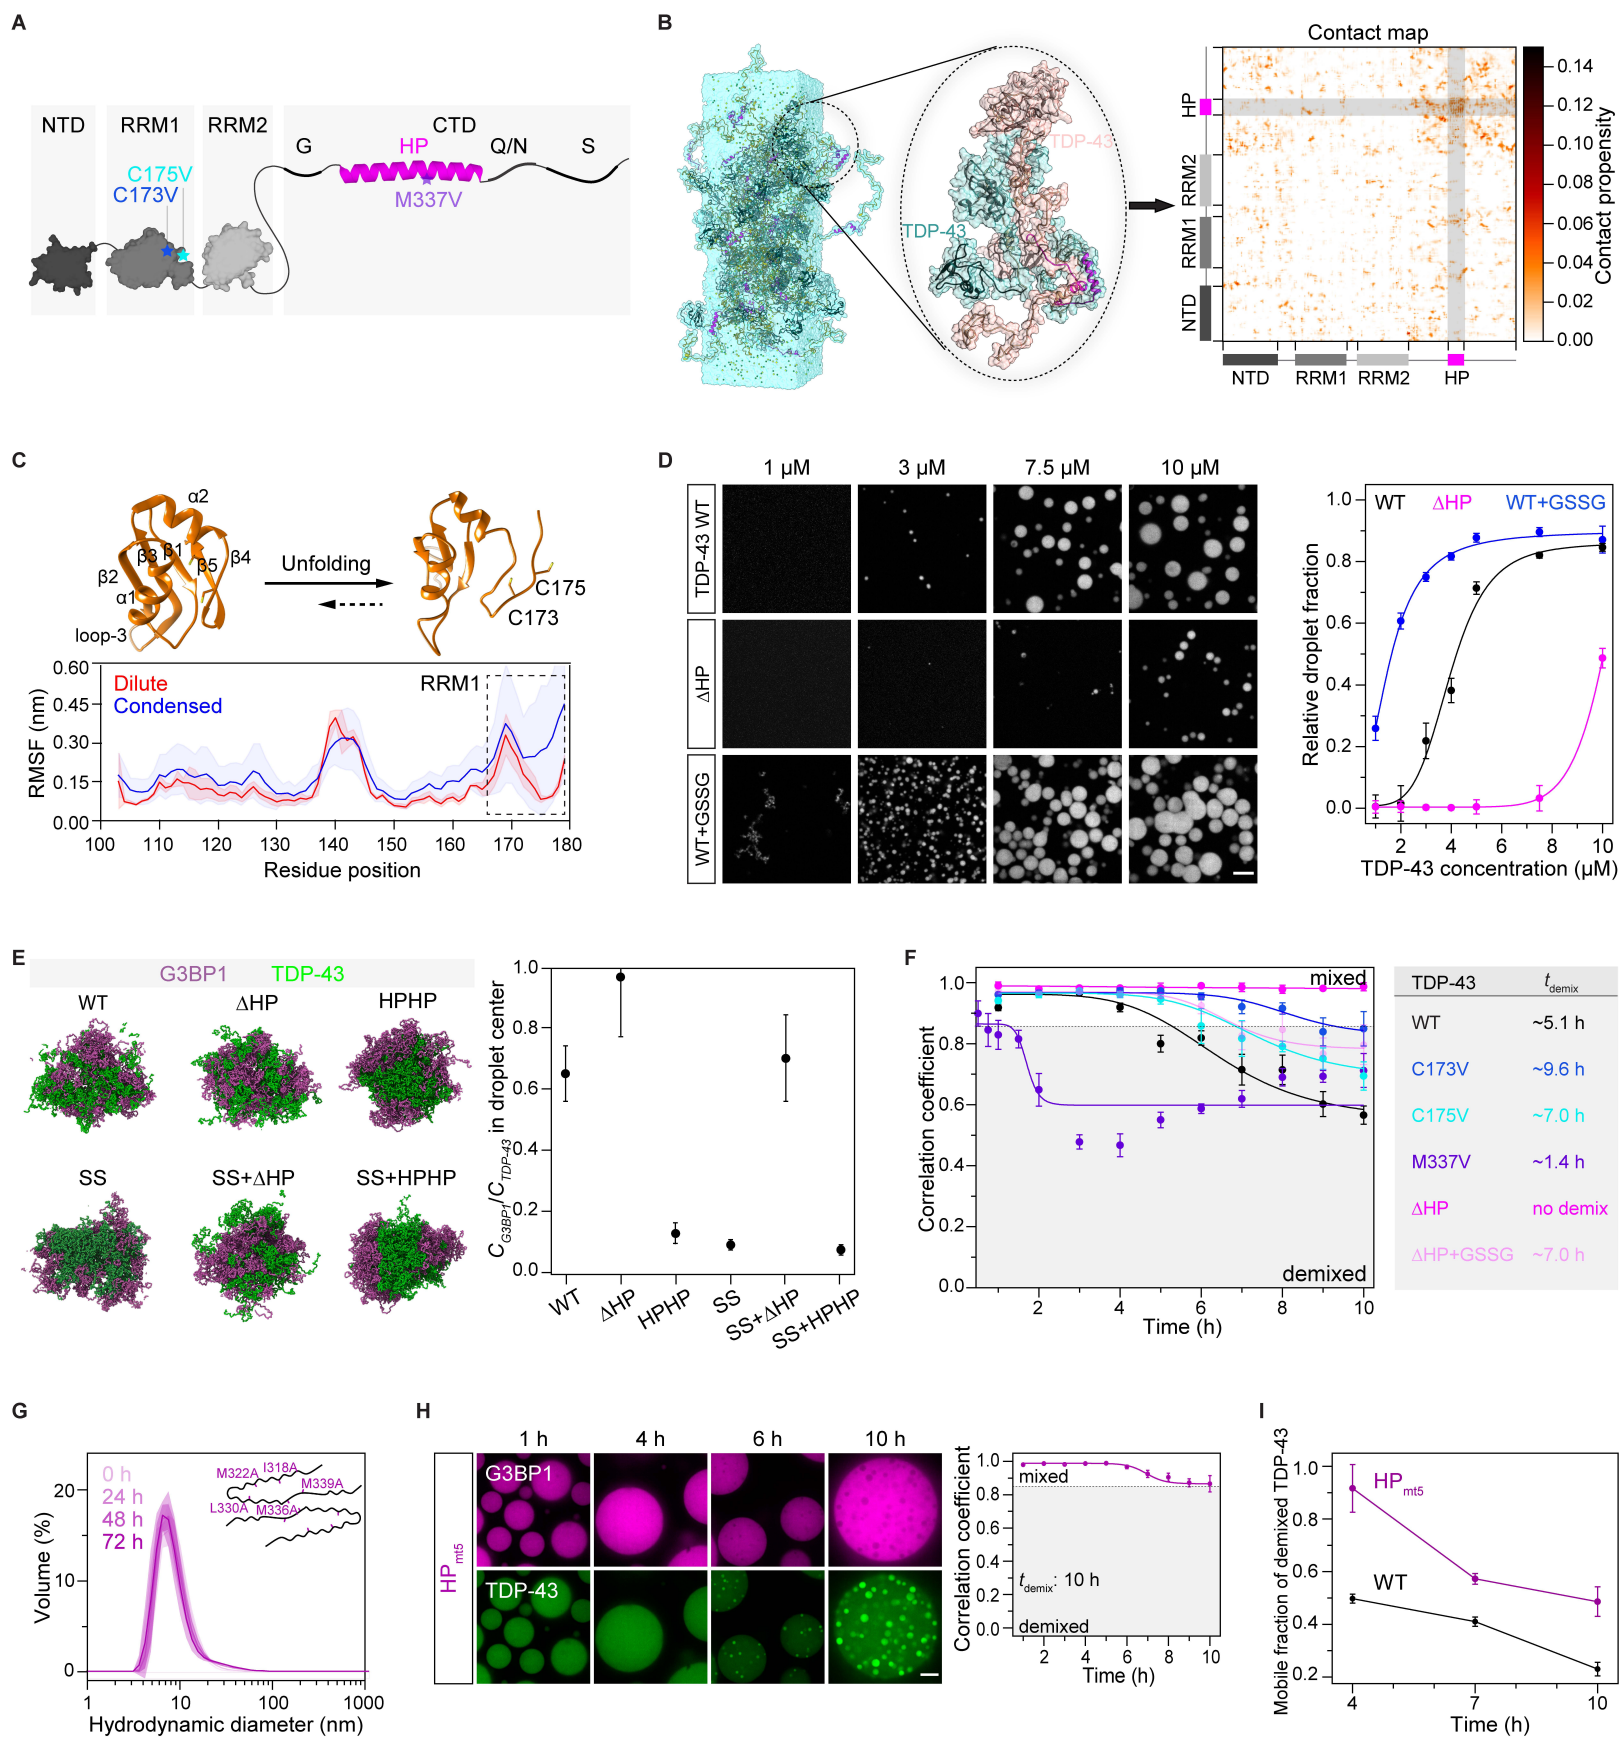 A
NTD
RRM1
RRM2
CTD
G
HP
Q/N
S
C175V
C173V
M337V
B
TDP-43
TDP-43
Contact map
HP
RRM2
RRM1
NTD
NTD
RRM1
RRM2
HP
0.14
0.12
0.10
0.08
0.06
0.04
0.02
0.00
Contact propensity
C
α2
β3
β1
β4
β5
β2
α1
loop-3
Unfolding
C175
C173
0.60
0.45
0.30
0.15
0.00
RMSF (nm)
Dilute
Condensed
RRM1
100
110
120
130
140
150
160
170
180
Residue position
D
1 µM
3 µM
7.5 µM
10 µM
TDP-43 WT
ΔHP
WT+GSSG
WT
ΔHP
WT+GSSG
1.0
0.8
0.6
0.4
0.2
0.0
Relative droplet fraction
2
4
6
8
10
TDP-43 concentration (µM)
E
G3BP1
TDP-43
WT
ΔHP
HPHP
SS
SS+ΔHP
SS+HPHP
1.0
0.8
0.6
0.4
0.2
0.0
C G3BP1/C TDP-43 in droplet center
WT
ΔHP
HPHP
SS
SS+ΔHP
SS+HPHP
F
1.0
0.8
0.6
0.4
0.2
0.0
Correlation coefficient
mixed
demixed
2
4
6
8
10
Time (h)
TDP-43 tdemix
WT ~5.1 h
C173V ~9.6 h
C175V ~7.0 h
M337V ~1.4 h
ΔHP no demix
ΔHP+GSSG ~7.0 h
G
0 h
24 h
48 h
72 h
M322A
I318A
M339A
L330A
M336A
20
10
0
Volume (%)
1
10
100
1000
Hydrodynamic diameter (nm)
H
1 h
4 h
6 h
10 h
HPmt5
G3BP1
TDP-43
1.0
0.8
0.6
0.4
0.2
0.0
Correlation coefficient
mixed
tdemix: 10 h
demixed
2
4
6
8
10
Time (h)
I
1.0
0.8
0.6
0.4
0.2
Mobile fraction of demixed TDP-43
HPmt5
WT
4
7
10
Time (h)